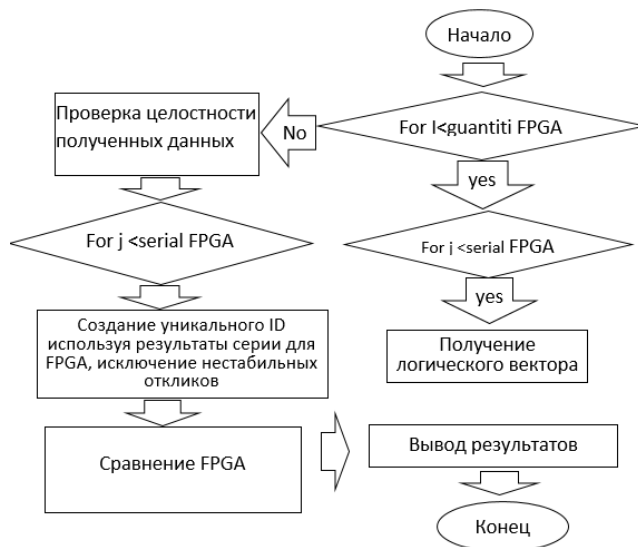 Начало
For I<guantiti FPGA
No
Проверка целостности
полученных данных
yes
For j <serial FPGA
For j <serial FPGA
yes
Создание уникального ID
используя результаты серии для
FPGA, исключение нестабильных
откликов
Получение
логического вектора
Сравнение FPGA
Вывод результатов
Конец